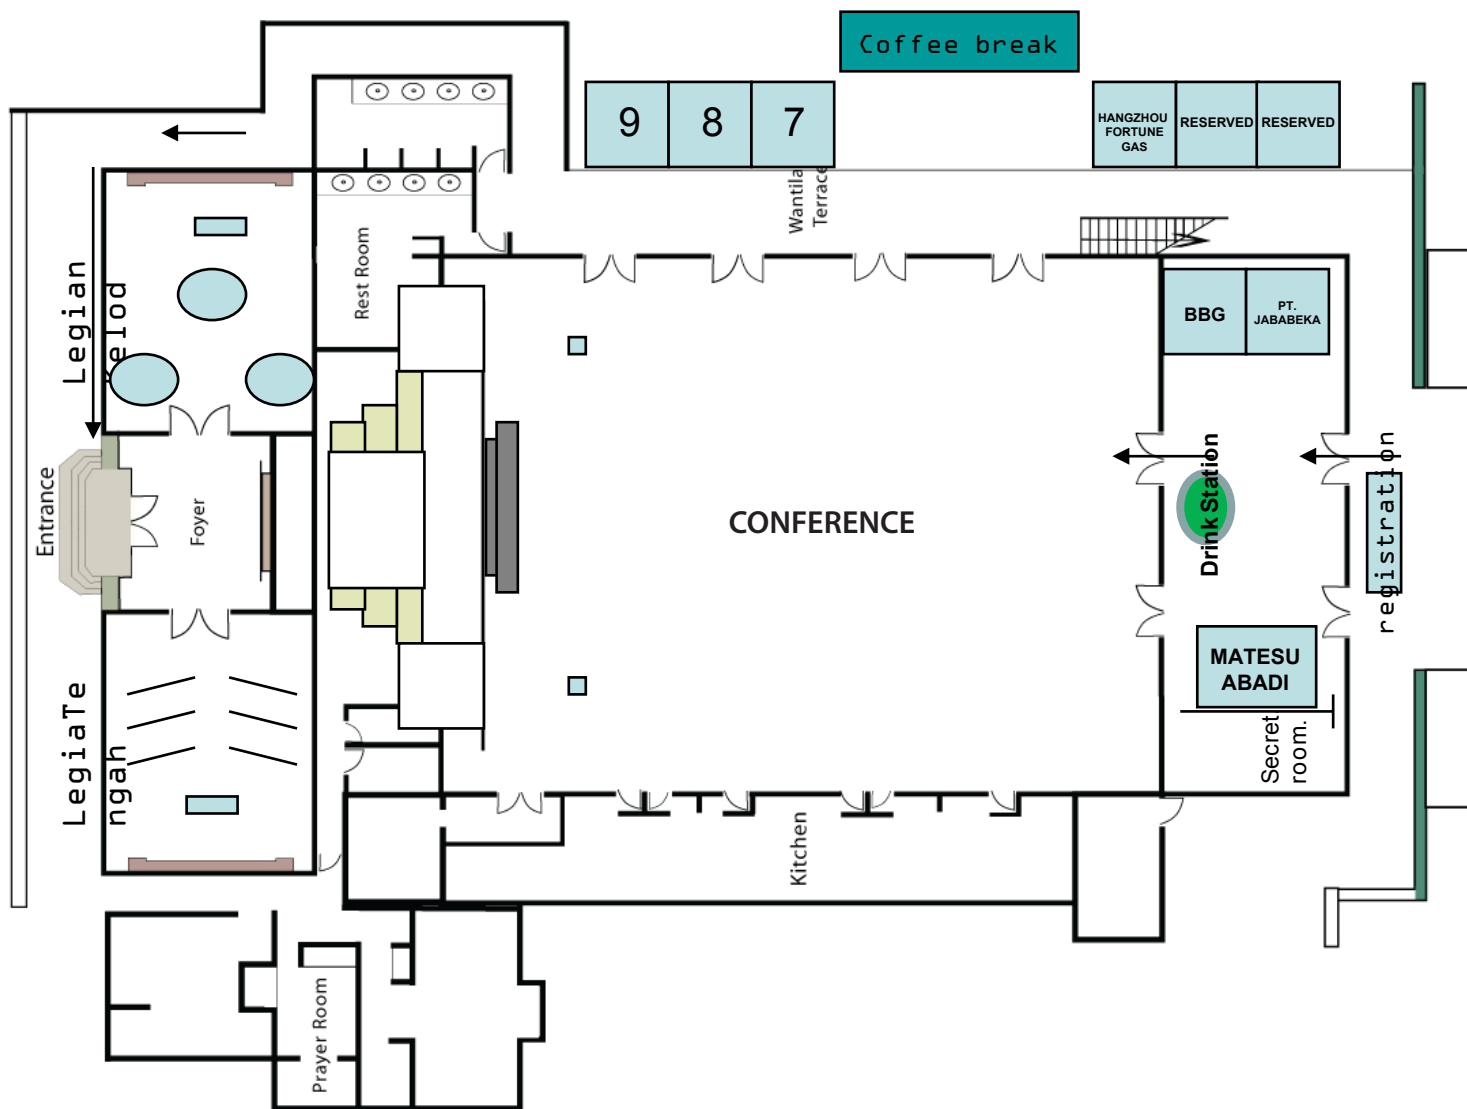 Coffee break
9
8
7
HANGZHOU
FORTUNE
GAS
RESERVED
RESERVED
Wantila
Terrace
Rest Room
Legian
Kelod
BBG
PT.
JABABEKA
Entrance
Foyer
CONFERENCE
Drink Station
registration
MATESU
ABADI
Secret.
room.
LegiaTe
ngah
Kitchen
Prayer Room